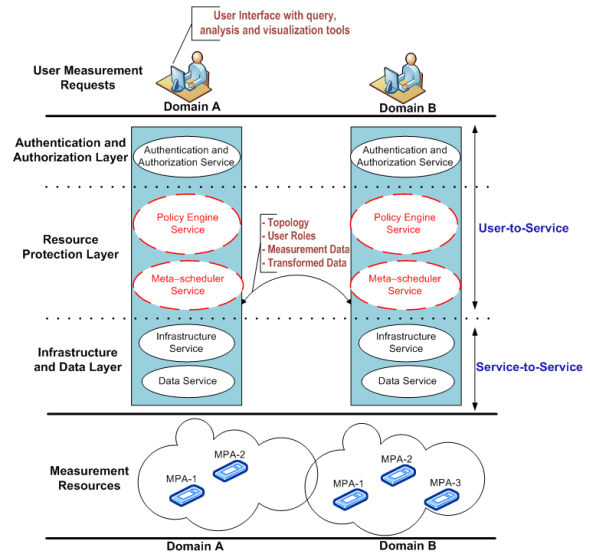 User Interface with query,
analysis and visualization tools
User Measurement
Requests
Domain A
Domain B
Authentication and
Authorization Layer
Authentication and
Authorization Service
Authentication and
Authorization Service
Resource
Protection Layer
Policy Engine
Service
Meta–scheduler
Service
- Topology
- User Roles
- Measurement Data
- Transformed Data
Policy Engine
Service
Meta–scheduler
Service
User-to-Service
Infrastructure
and Data Layer
Infrastructure
Service
Data Service
Infrastructure
Service
Data Service
Service-to-Service
Measurement
Resources
MPA-1
MPA-2
MPA-1
MPA-2
MPA-3
Domain A
Domain B